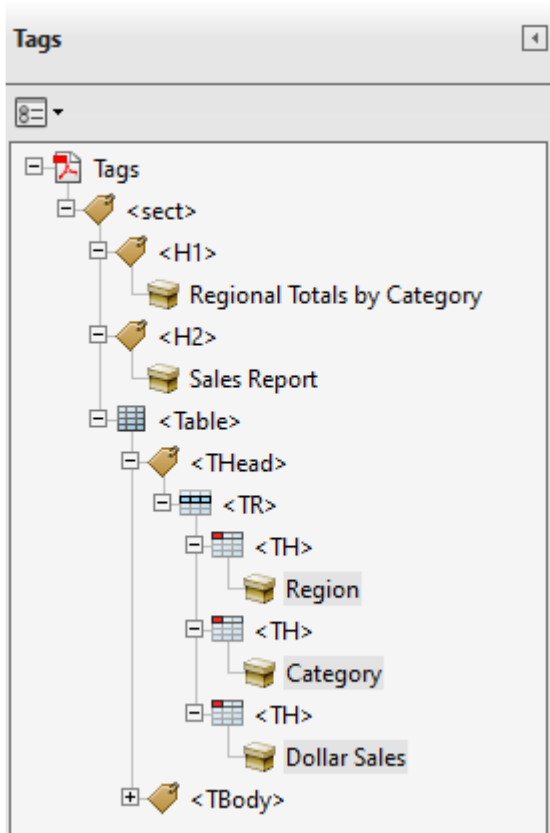 Tags
Tags
<sect>
<H1>
Regional Totals by Category
<H2>
Sales Report
<Table>
<THead>
<TR>
<TH>
Region
<TH>
Category
<TH>
Dollar Sales
<TBody>